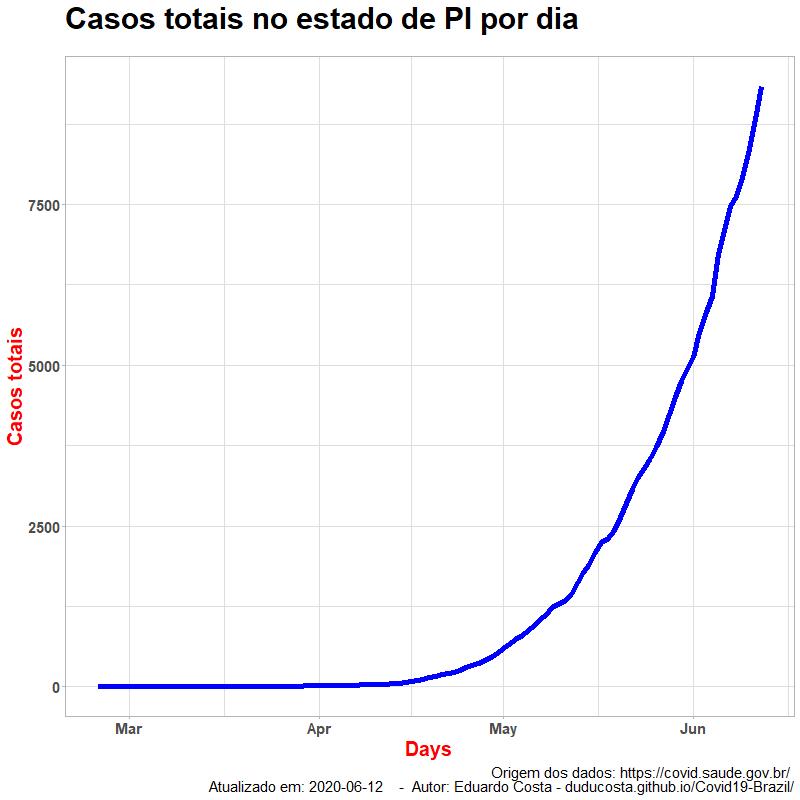 Casos totais no estado de PI por dia
Casos totais
7500
5000
2500
0
Mar Apr May Jun
Days
Origem dos dados: https://covid.saude.gov.br/
Atualizado em: 2020-06-12 - Autor: Eduardo Costa - duducosta.github.io/Covid19-Brazil/